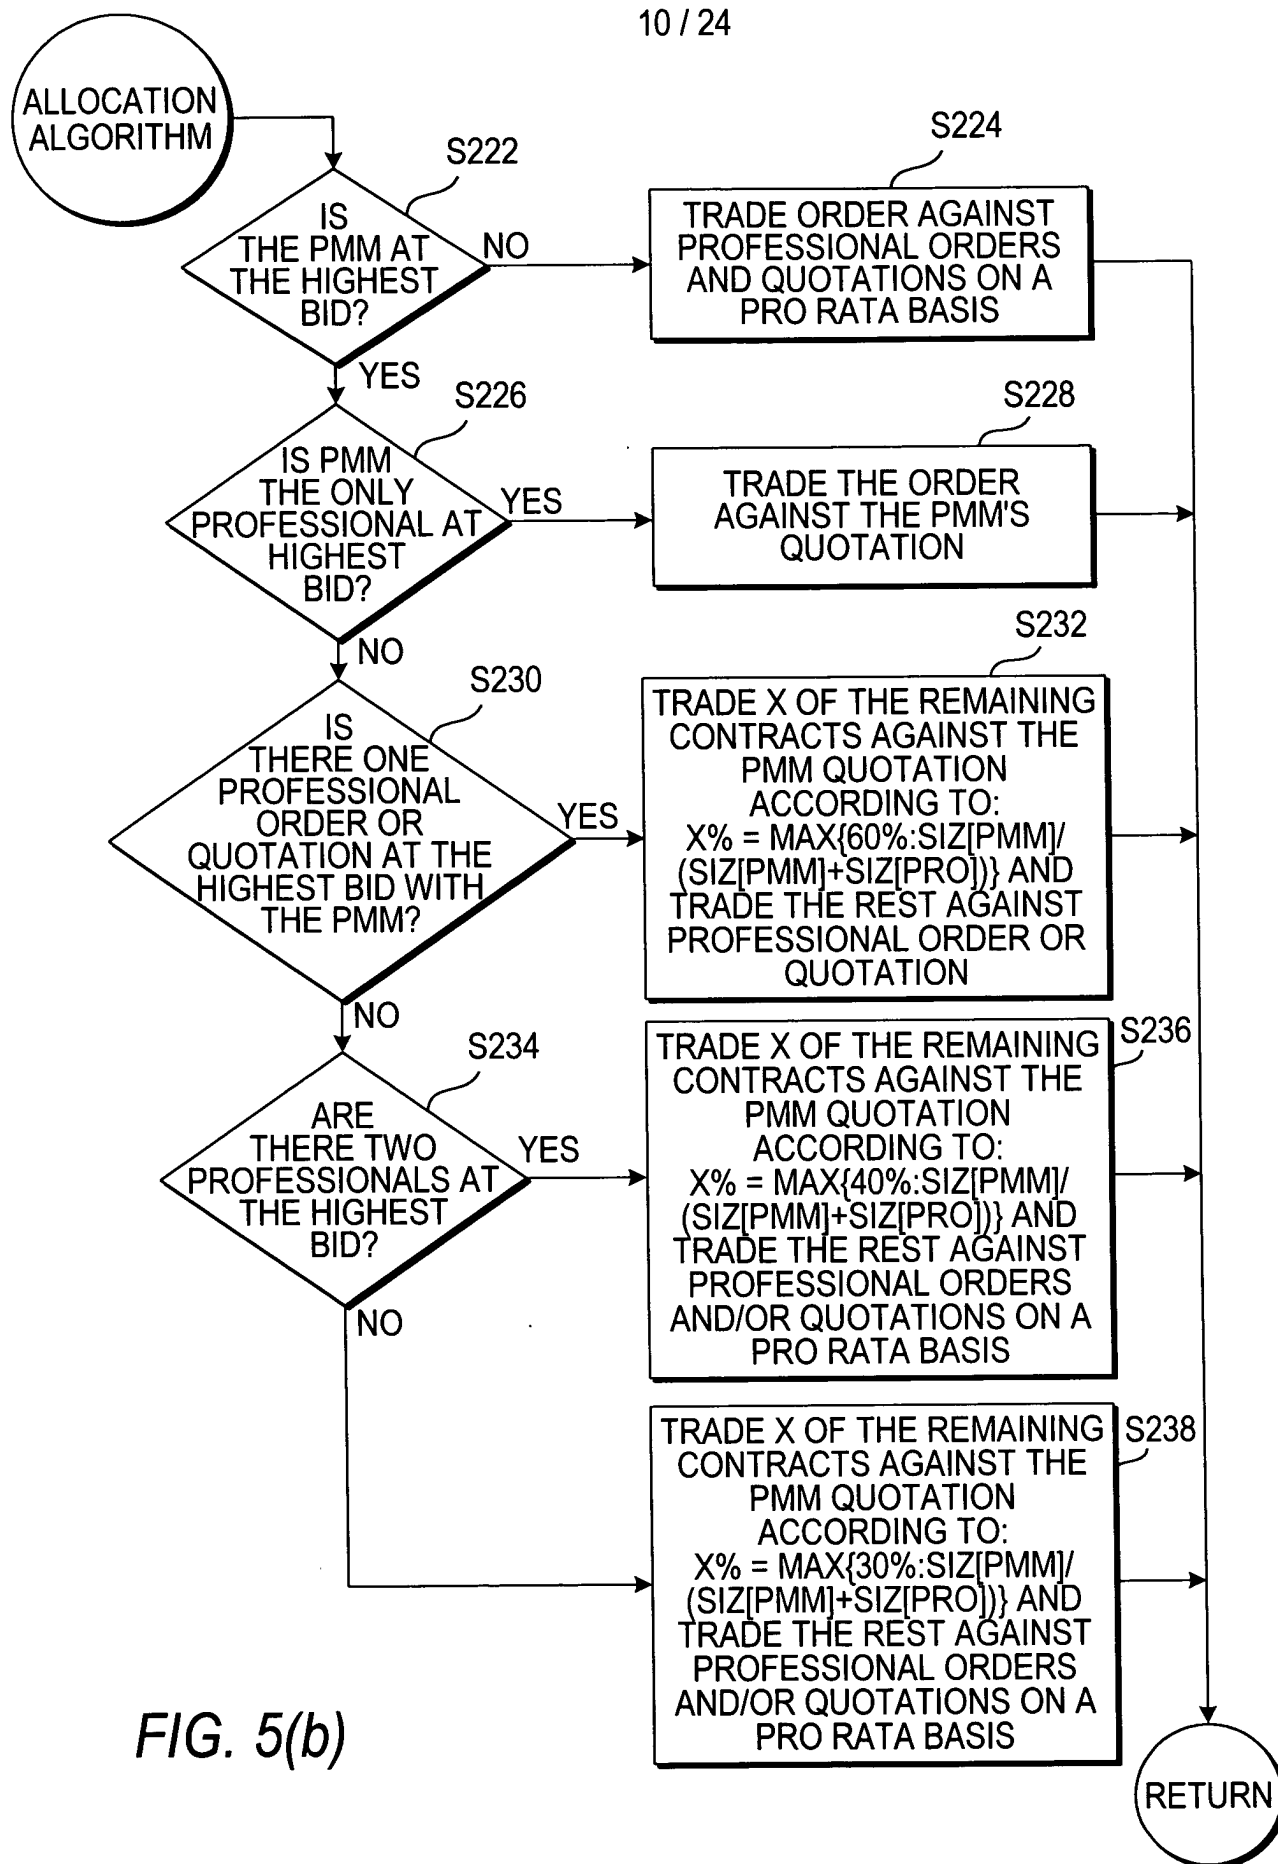 10 / 24
ALLOCATION
ALGORITHM
S222
IS
THE PMM AT
THE HIGHEST
BID?
NO
YES
S224
TRADE ORDER AGAINST
PROFESSIONAL ORDERS
AND QUOTATIONS ON A
PRO RATA BASIS
S226
IS PMM
THE ONLY
PROFESSIONAL AT
HIGHEST
BID?
YES
NO
S228
TRADE THE ORDER
AGAINST THE PMM'S
QUOTATION
S230
IS
THERE ONE
PROFESSIONAL
ORDER OR
QUOTATION AT THE
HIGHEST BID WITH
THE PMM?
YES
NO
S232
TRADE X OF THE REMAINING
CONTRACTS AGAINST THE
PMM QUOTATION
ACCORDING TO:
X% = MAX{60%:SIZ[PMM]/
(SIZ[PMM]+SIZ[PRO])} AND
TRADE THE REST AGAINST
PROFESSIONAL ORDER OR
QUOTATION
S234
ARE
THERE TWO
PROFESSIONALS AT
THE HIGHEST
BID?
YES
NO
S236
TRADE X OF THE REMAINING
CONTRACTS AGAINST THE
PMM QUOTATION
ACCORDING TO:
X% = MAX{40%:SIZ[PMM]/
(SIZ[PMM]+SIZ[PRO])} AND
TRADE THE REST AGAINST
PROFESSIONAL ORDERS
AND/OR QUOTATIONS ON A
PRO RATA BASIS
S238
TRADE X OF THE REMAINING
CONTRACTS AGAINST THE
PMM QUOTATION
ACCORDING TO:
X% = MAX{30%:SIZ[PMM]/
(SIZ[PMM]+SIZ[PRO])} AND
TRADE THE REST AGAINST
PROFESSIONAL ORDERS
AND/OR QUOTATIONS ON A
PRO RATA BASIS
RETURN
FIG. 5(b)